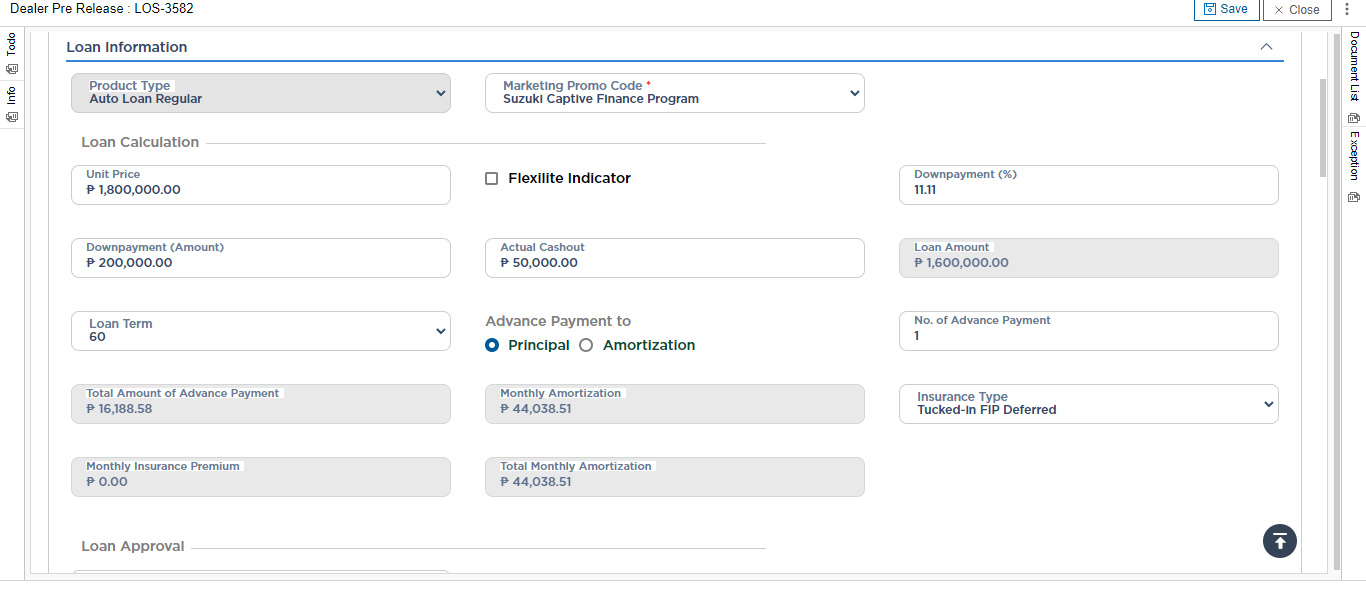 Dealer Pre Release : LOS-3582
Save
Close
Todo
Info
Document List
Exception
Loan Information
Product Type
Auto Loan Regular
Marketing Promo Code *
Suzuki Captive Finance Program
Loan Calculation
Unit Price
₱ 1,800,000.00
Flexilite Indicator
Downpayment (%)
11.11
Downpayment (Amount)
₱ 200,000.00
Actual Cashout
₱ 50,000.00
Loan Amount
₱ 1,600,000.00
Loan Term
60
Advance Payment to
Principal
Amortization
No. of Advance Payment
1
Total Amount of Advance Payment
₱ 16,188.58
Monthly Amortization
₱ 44,038.51
Insurance Type
Tucked-in FIP Deferred
Monthly Insurance Premium
₱ 0.00
Total Monthly Amortization
₱ 44,038.51
Loan Approval